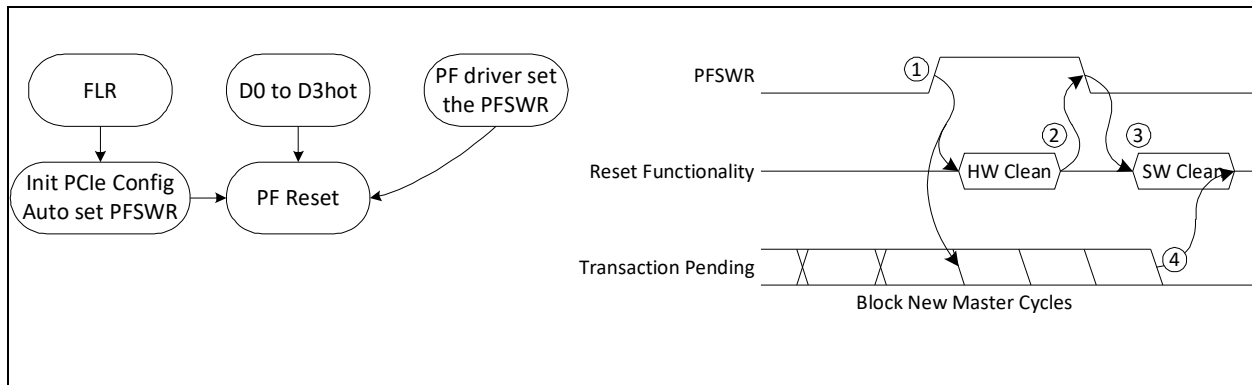 FLR
D0 to D3hot
PF driver set
the PFSWR
Init PCIe Config
Auto set PFSWR
PF Reset
PFSWR
1
2
3
Reset Functionality
HW Clean
SW Clean
Transaction Pending
4
Block New Master Cycles